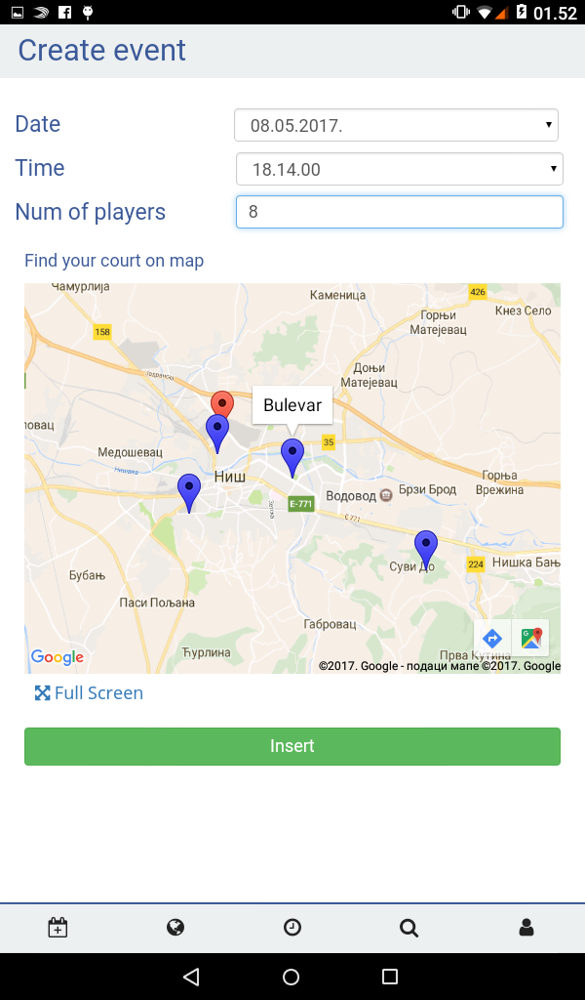 01.52
Create event
Date
08.05.2017.
Time
18.14.00
Num of players
8
Find your court on map
Чамурлија
Каменица
426
Горњи
Матејевац
Кнез Село
158
Доњи
Матејевац
Bulevar
35
Медошевац
Ниш
Горња
Врежина
Водовод
Брзи Брод
E-771
E 771
Суви До
224
Нишка Бањ
Бубањ
Паси Пољана
Габровац
Ћурлина
Прва Кутина
Google
©2017. Google - подаци мапе ©2017. Google
Full Screen
Insert